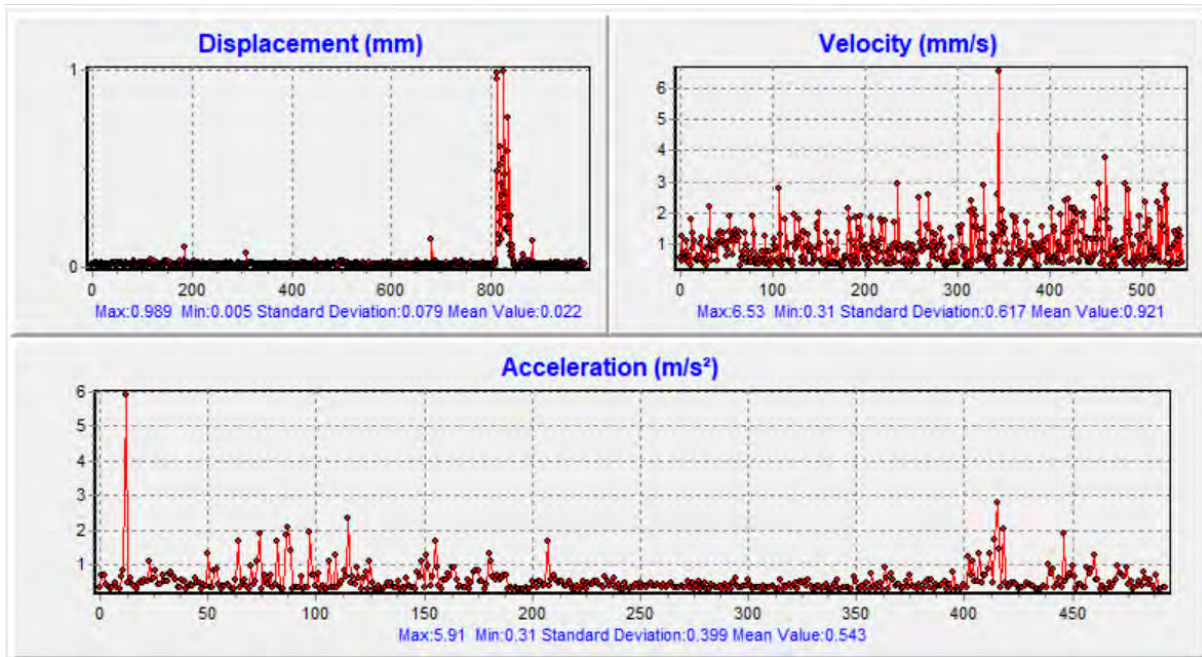 Displacement (mm)
1
0
0 200 400 600 800
Max:0.989 Min:0.005 Standard Deviation:0.079 Mean Value:0.022
Velocity (mm/s)
6
5
4
3
2
1
0 100 200 300 400 500
Max:6.53 Min:0.31 Standard Deviation:0.617 Mean Value:0.921
Acceleration (m/s²)
6
5
4
3
2
1
0 50 100 150 200 250 300 350 400 450
Max:5.91 Min:0.31 Standard Deviation:0.399 Mean Value:0.543